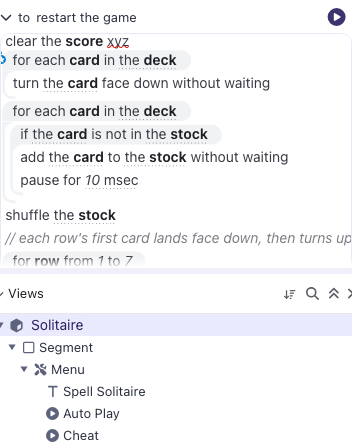 to restart the game
clear the score xyz
for each card in the deck
turn the card face down without waiting
for each card in the deck
if the card is not in the stock
add the card to the stock without waiting
pause for 10 msec
shuffle the stock
// each row's first card lands face down, then turns up
for row from 1 to 7
Views
Solitaire
Segment
Menu
Spell Solitaire
Auto Play
Cheat